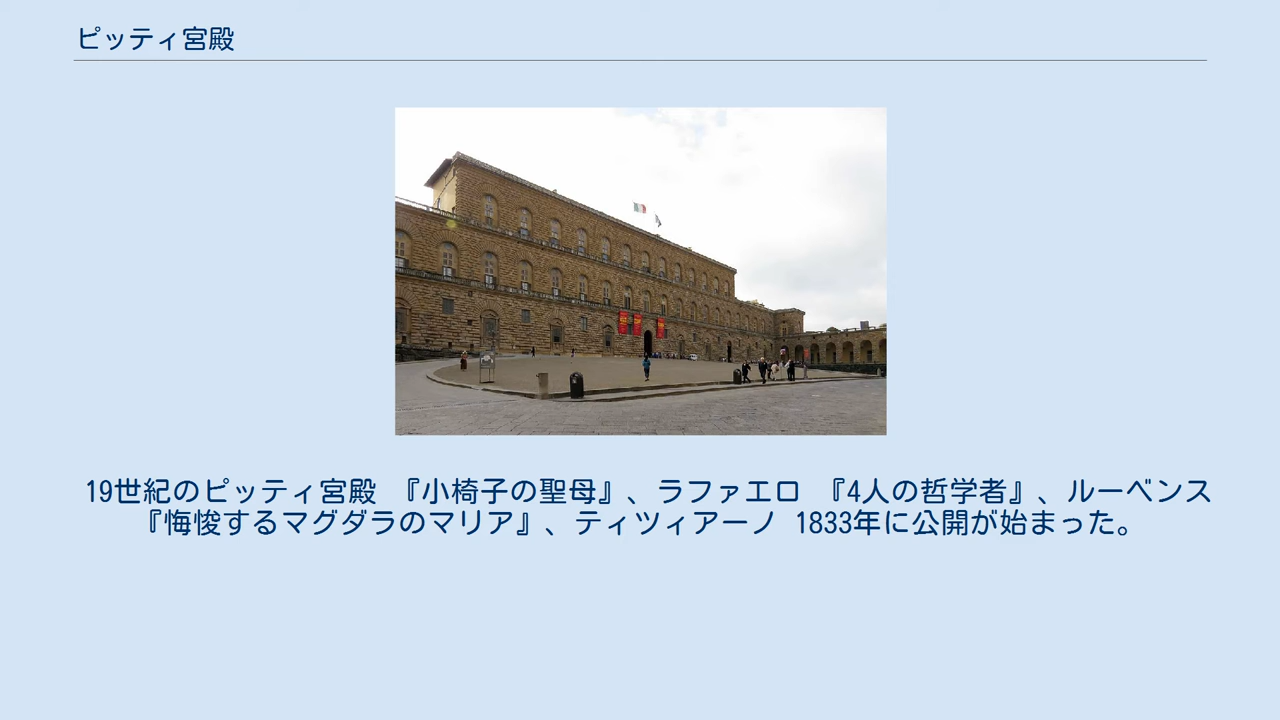 ピッティ宮殿
19世紀のピッティ宮殿 『小椅子の聖母』、ラファエロ 『4人の哲学者』、ルーベンス
『悔悛するマグダラのマリア』、ティツィアーノ 1833年に公開が始まった。